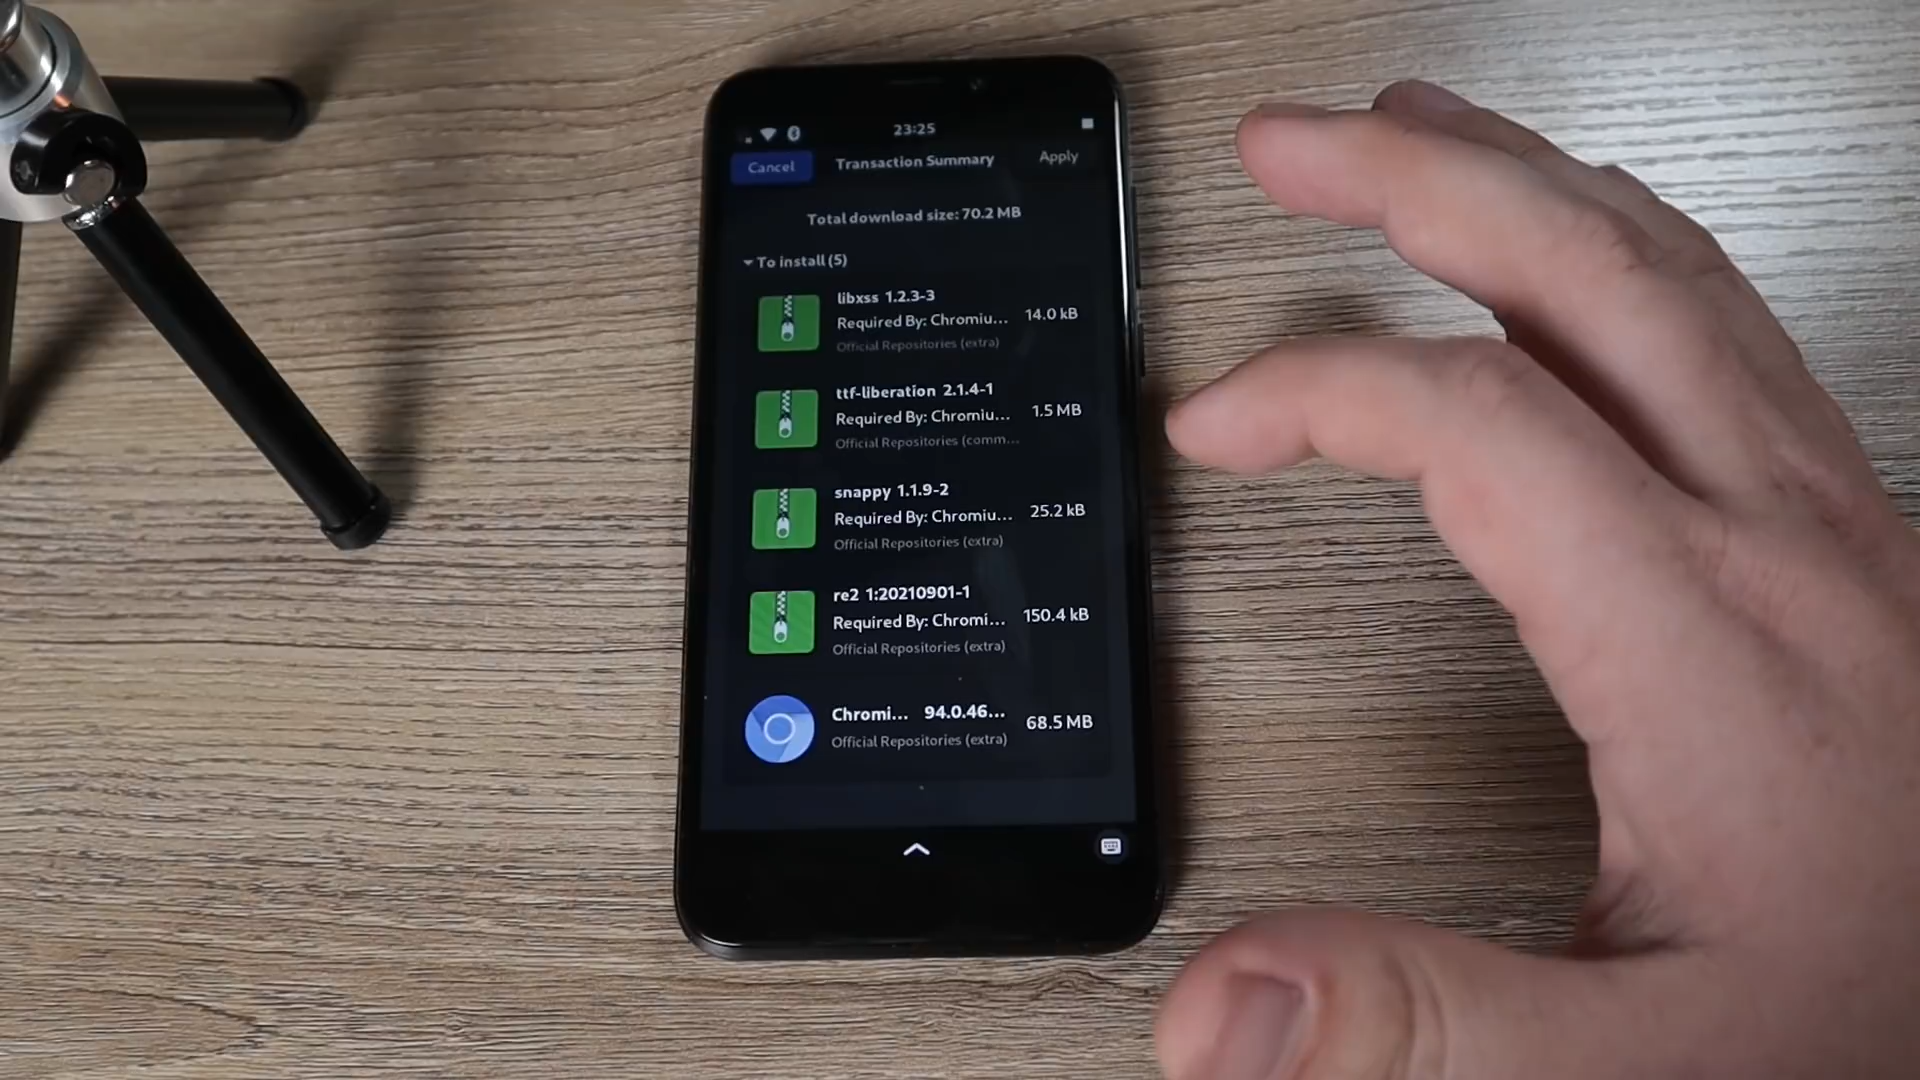 23:25
Cancel Transaction Summary Apply
Total download size: 70.2 MB
To install (5)
libxss 1.2.3-3
Required By: Chromiu... 14.0 kB
Official Repositories (extra)
ttf-liberation 2.1.4-1
Required By: Chromiu... 1.5 MB
Official Repositories (comm...
snappy 1.1.9-2
Required By: Chromiu... 25.2 kB
Official Repositories (extra)
re2 1:20210901-1
Required By: Chromi... 150.4 kB
Official Repositories (extra)
Chromi... 94.0.46... 68.5 MB
Official Repositories (extra)